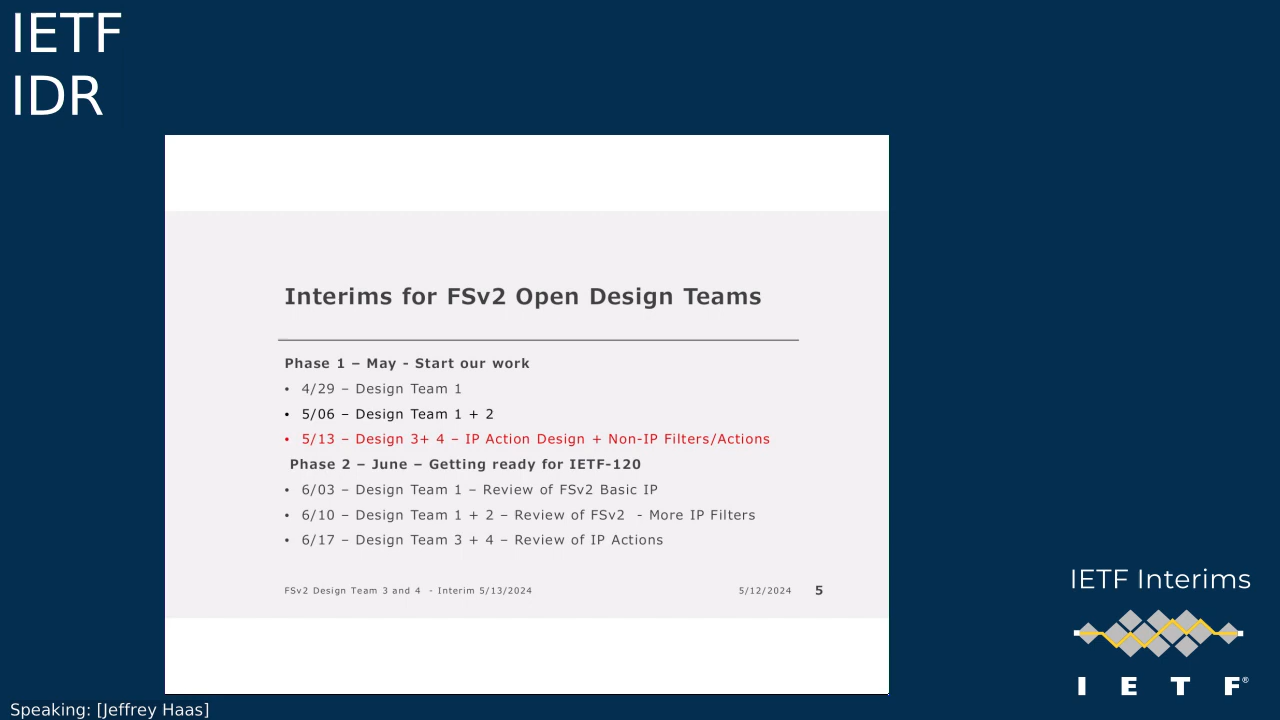 IETF
IDR
Interims for FSv2 Open Design Teams
Phase 1 – May - Start our work
• 4/29 – Design Team 1
• 5/06 – Design Team 1 + 2
• 5/13 – Design 3+ 4 – IP Action Design + Non-IP Filters/Actions
Phase 2 – June – Getting ready for IETF-120
• 6/03 – Design Team 1 – Review of FSv2 Basic IP
• 6/10 – Design Team 1 + 2 – Review of FSv2 - More IP Filters
• 6/17 – Design Team 3 + 4 – Review of IP Actions
FSv2 Design Team 3 and 4 - Interim 5/13/2024 5/12/2024 5
IETF Interims
I E T F®
Speaking: [Jeffrey Haas]